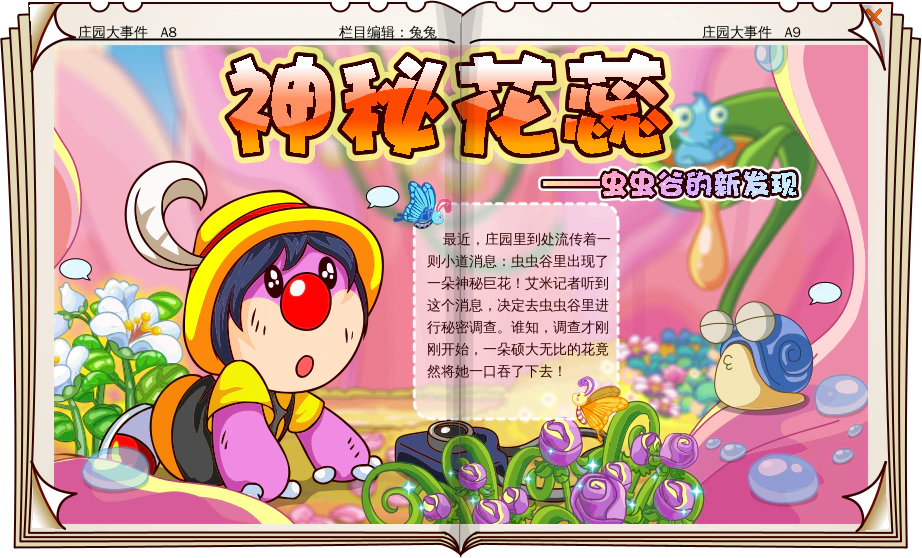 庄园大事件 A8
栏目编辑：兔兔
庄园大事件 A9
神秘花蕊
——虫虫谷的新发现
最近，庄园里到处流传着一
则小道消息：虫虫谷里出现了
一朵神秘巨花！艾米记者听到
这个消息，决定去虫虫谷里进
行秘密调查。谁知，调查才刚
刚开始，一朵硕大无比的花竟
然将她一口吞了下去！